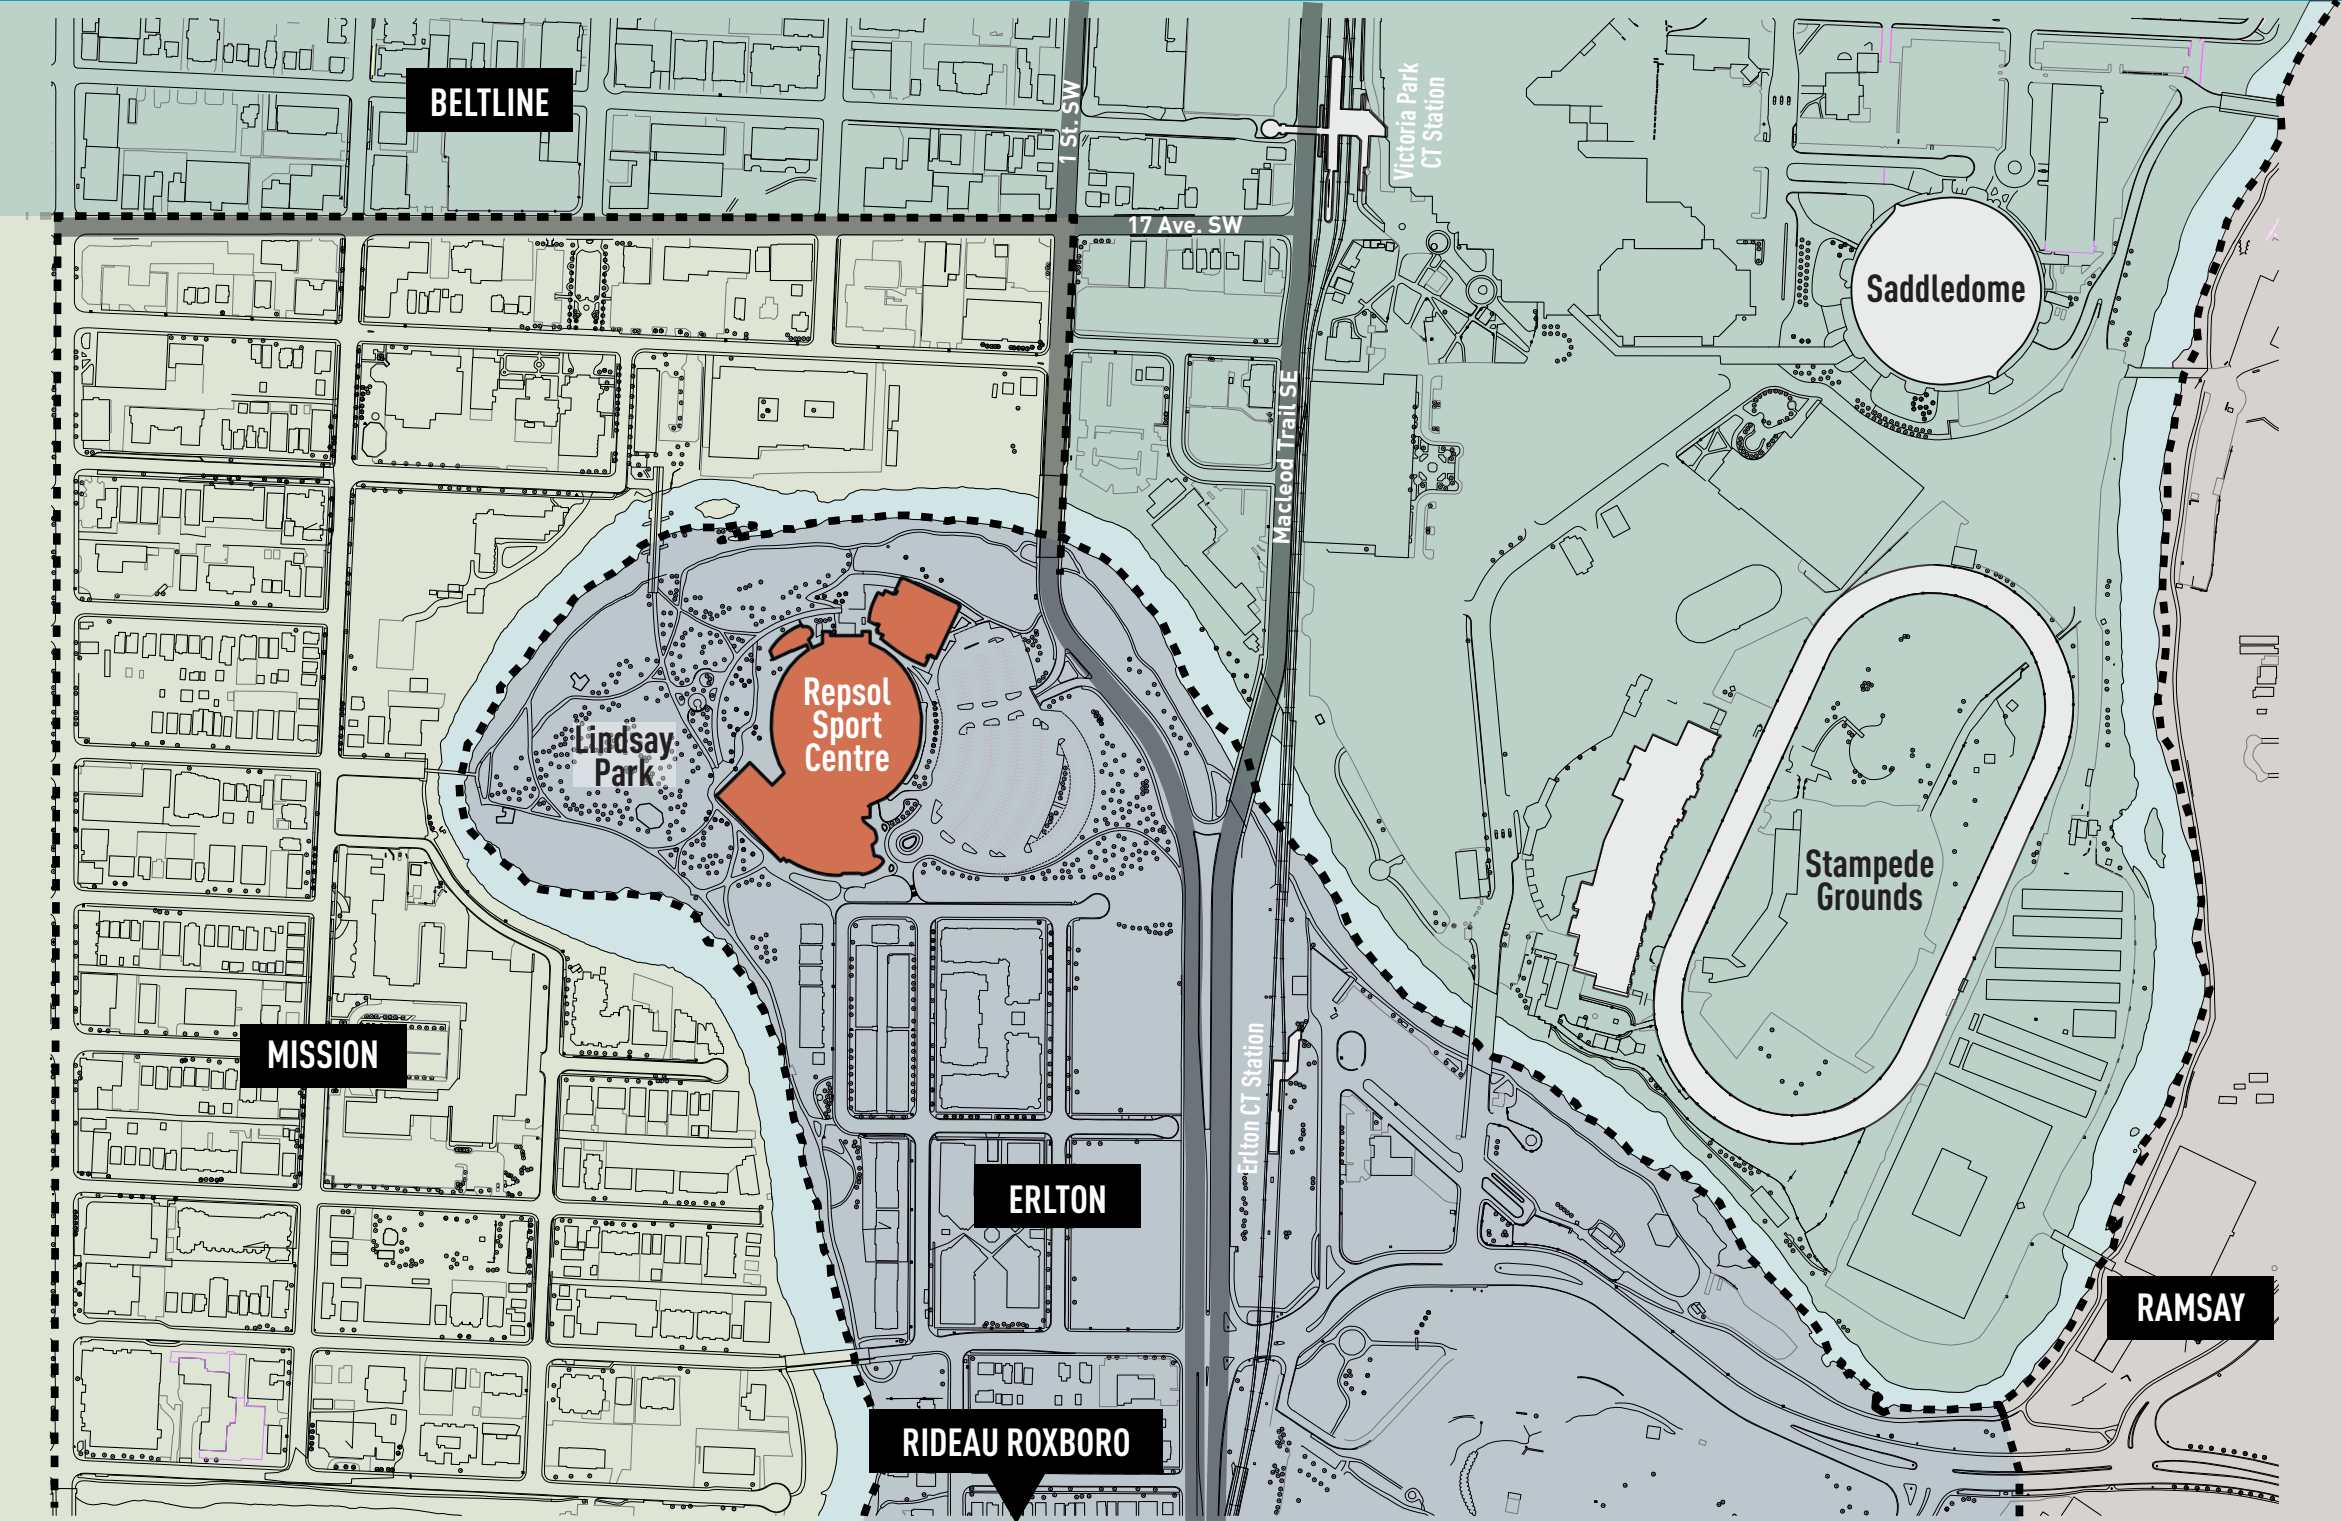 BELTLINE
1 St. SW
Victoria Park
CT Station
17 Ave. SW
Saddledome
Macleod Trail SE
Repsol
Sport
Centre
Lindsay
Park
Stampede
Grounds
MISSION
Erlton CT Station
ERLTON
RAMSAY
RIDEAU ROXBORO